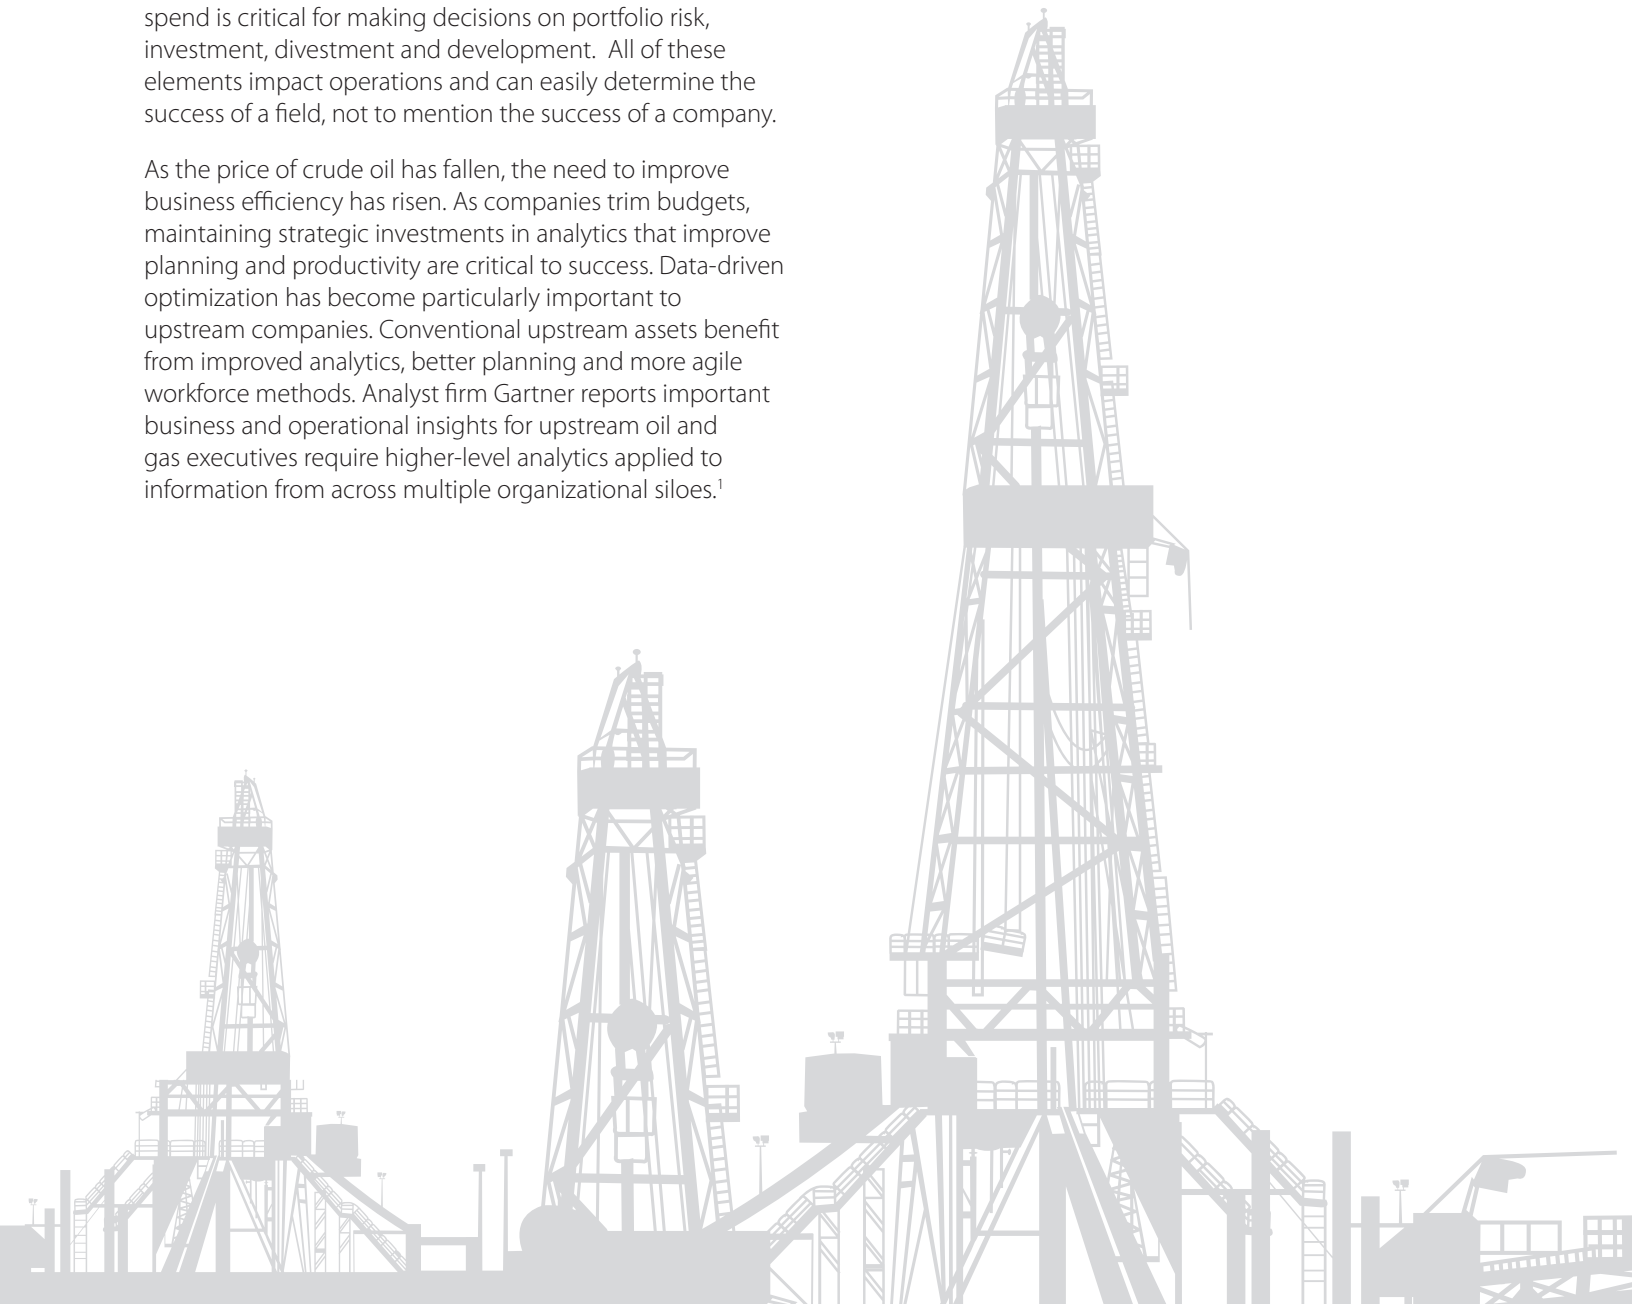 spend is critical for making decisions on portfolio risk,
investment, divestment and development.  All of these
elements impact operations and can easily determine the
success of a field, not to mention the success of a company.
As the price of crude oil has fallen, the need to improve
business efficiency has risen. As companies trim budgets,
maintaining strategic investments in analytics that improve
planning and productivity are critical to success. Data-driven
optimization has become particularly important to
upstream companies. Conventional upstream assets benefit
from improved analytics, better planning and more agile
workforce methods. Analyst firm Gartner reports important
business and operational insights for upstream oil and
gas executives require higher-level analytics applied to
information from across multiple organizational siloes.¹